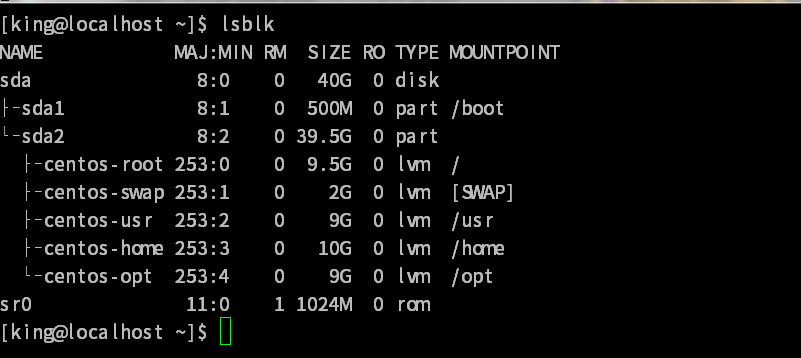 [king@localhost ~]$ lsblk
NAME            MAJ:MIN RM  SIZE RO TYPE MOUNTPOINT
sda               8:0    0   40G  0 disk
├─sda1            8:1    0  500M  0 part /boot
└─sda2            8:2    0 39.5G  0 part
  ├─centos-root 253:0    0  9.5G  0 lvm  /
  ├─centos-swap 253:1    0    2G  0 lvm  [SWAP]
  ├─centos-usr  253:2    0    9G  0 lvm  /usr
  ├─centos-home 253:3    0   10G  0 lvm  /home
  └─centos-opt  253:4    0    9G  0 lvm  /opt
sr0              11:0    1 1024M  0 rom
[king@localhost ~]$